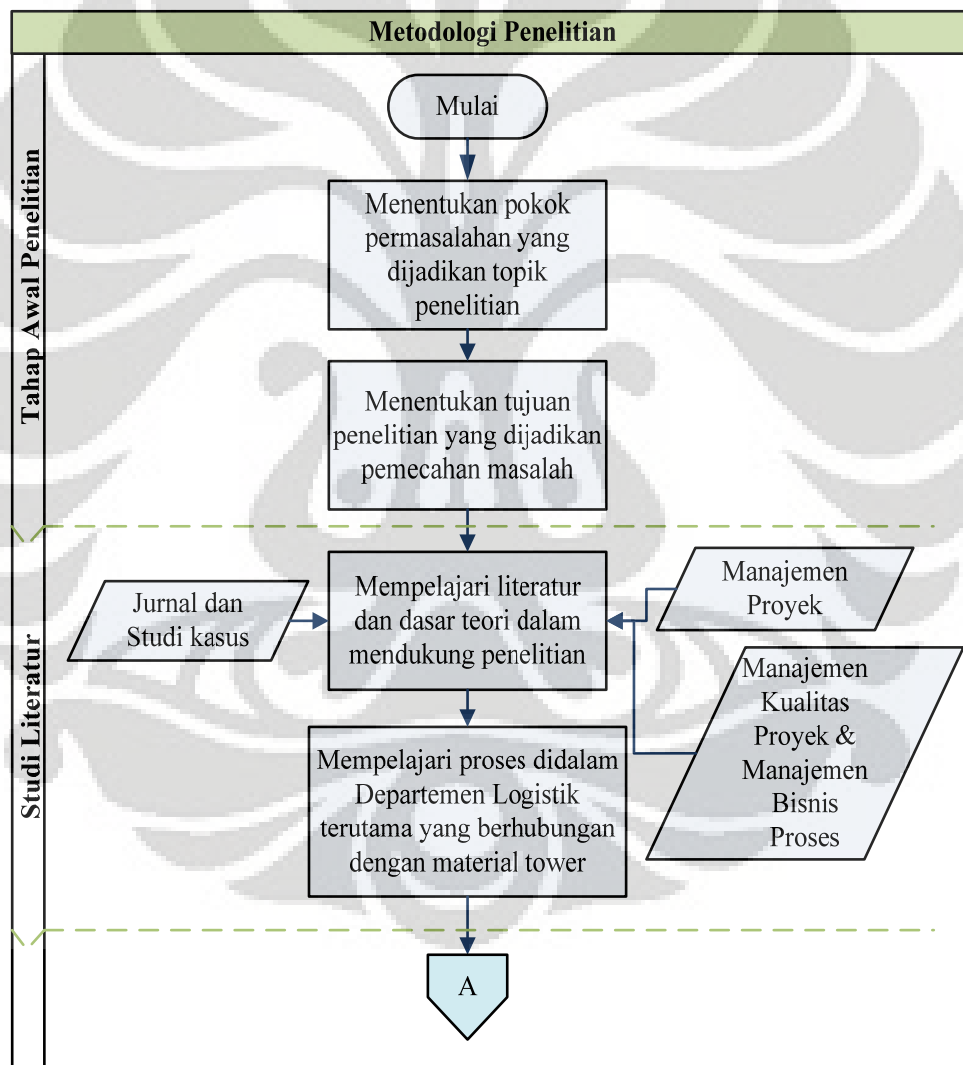 Metodologi Penelitian
Tahap Awal Penelitian
Mulai
Menentukan pokok
permasalahan yang
dijadikan topik
penelitian
Menentukan tujuan
penelitian yang dijadikan
pemecahan masalah
Studi Literatur
Jurnal dan
Studi kasus
Mempelajari literatur
dan dasar teori dalam
mendukung penelitian
Manajemen
Proyek
Manajemen
Kualitas
Proyek &
Manajemen
Bisnis
Proses
Mempelajari proses didalam
Departemen Logistik
terutama yang berhubungan
dengan material tower
A